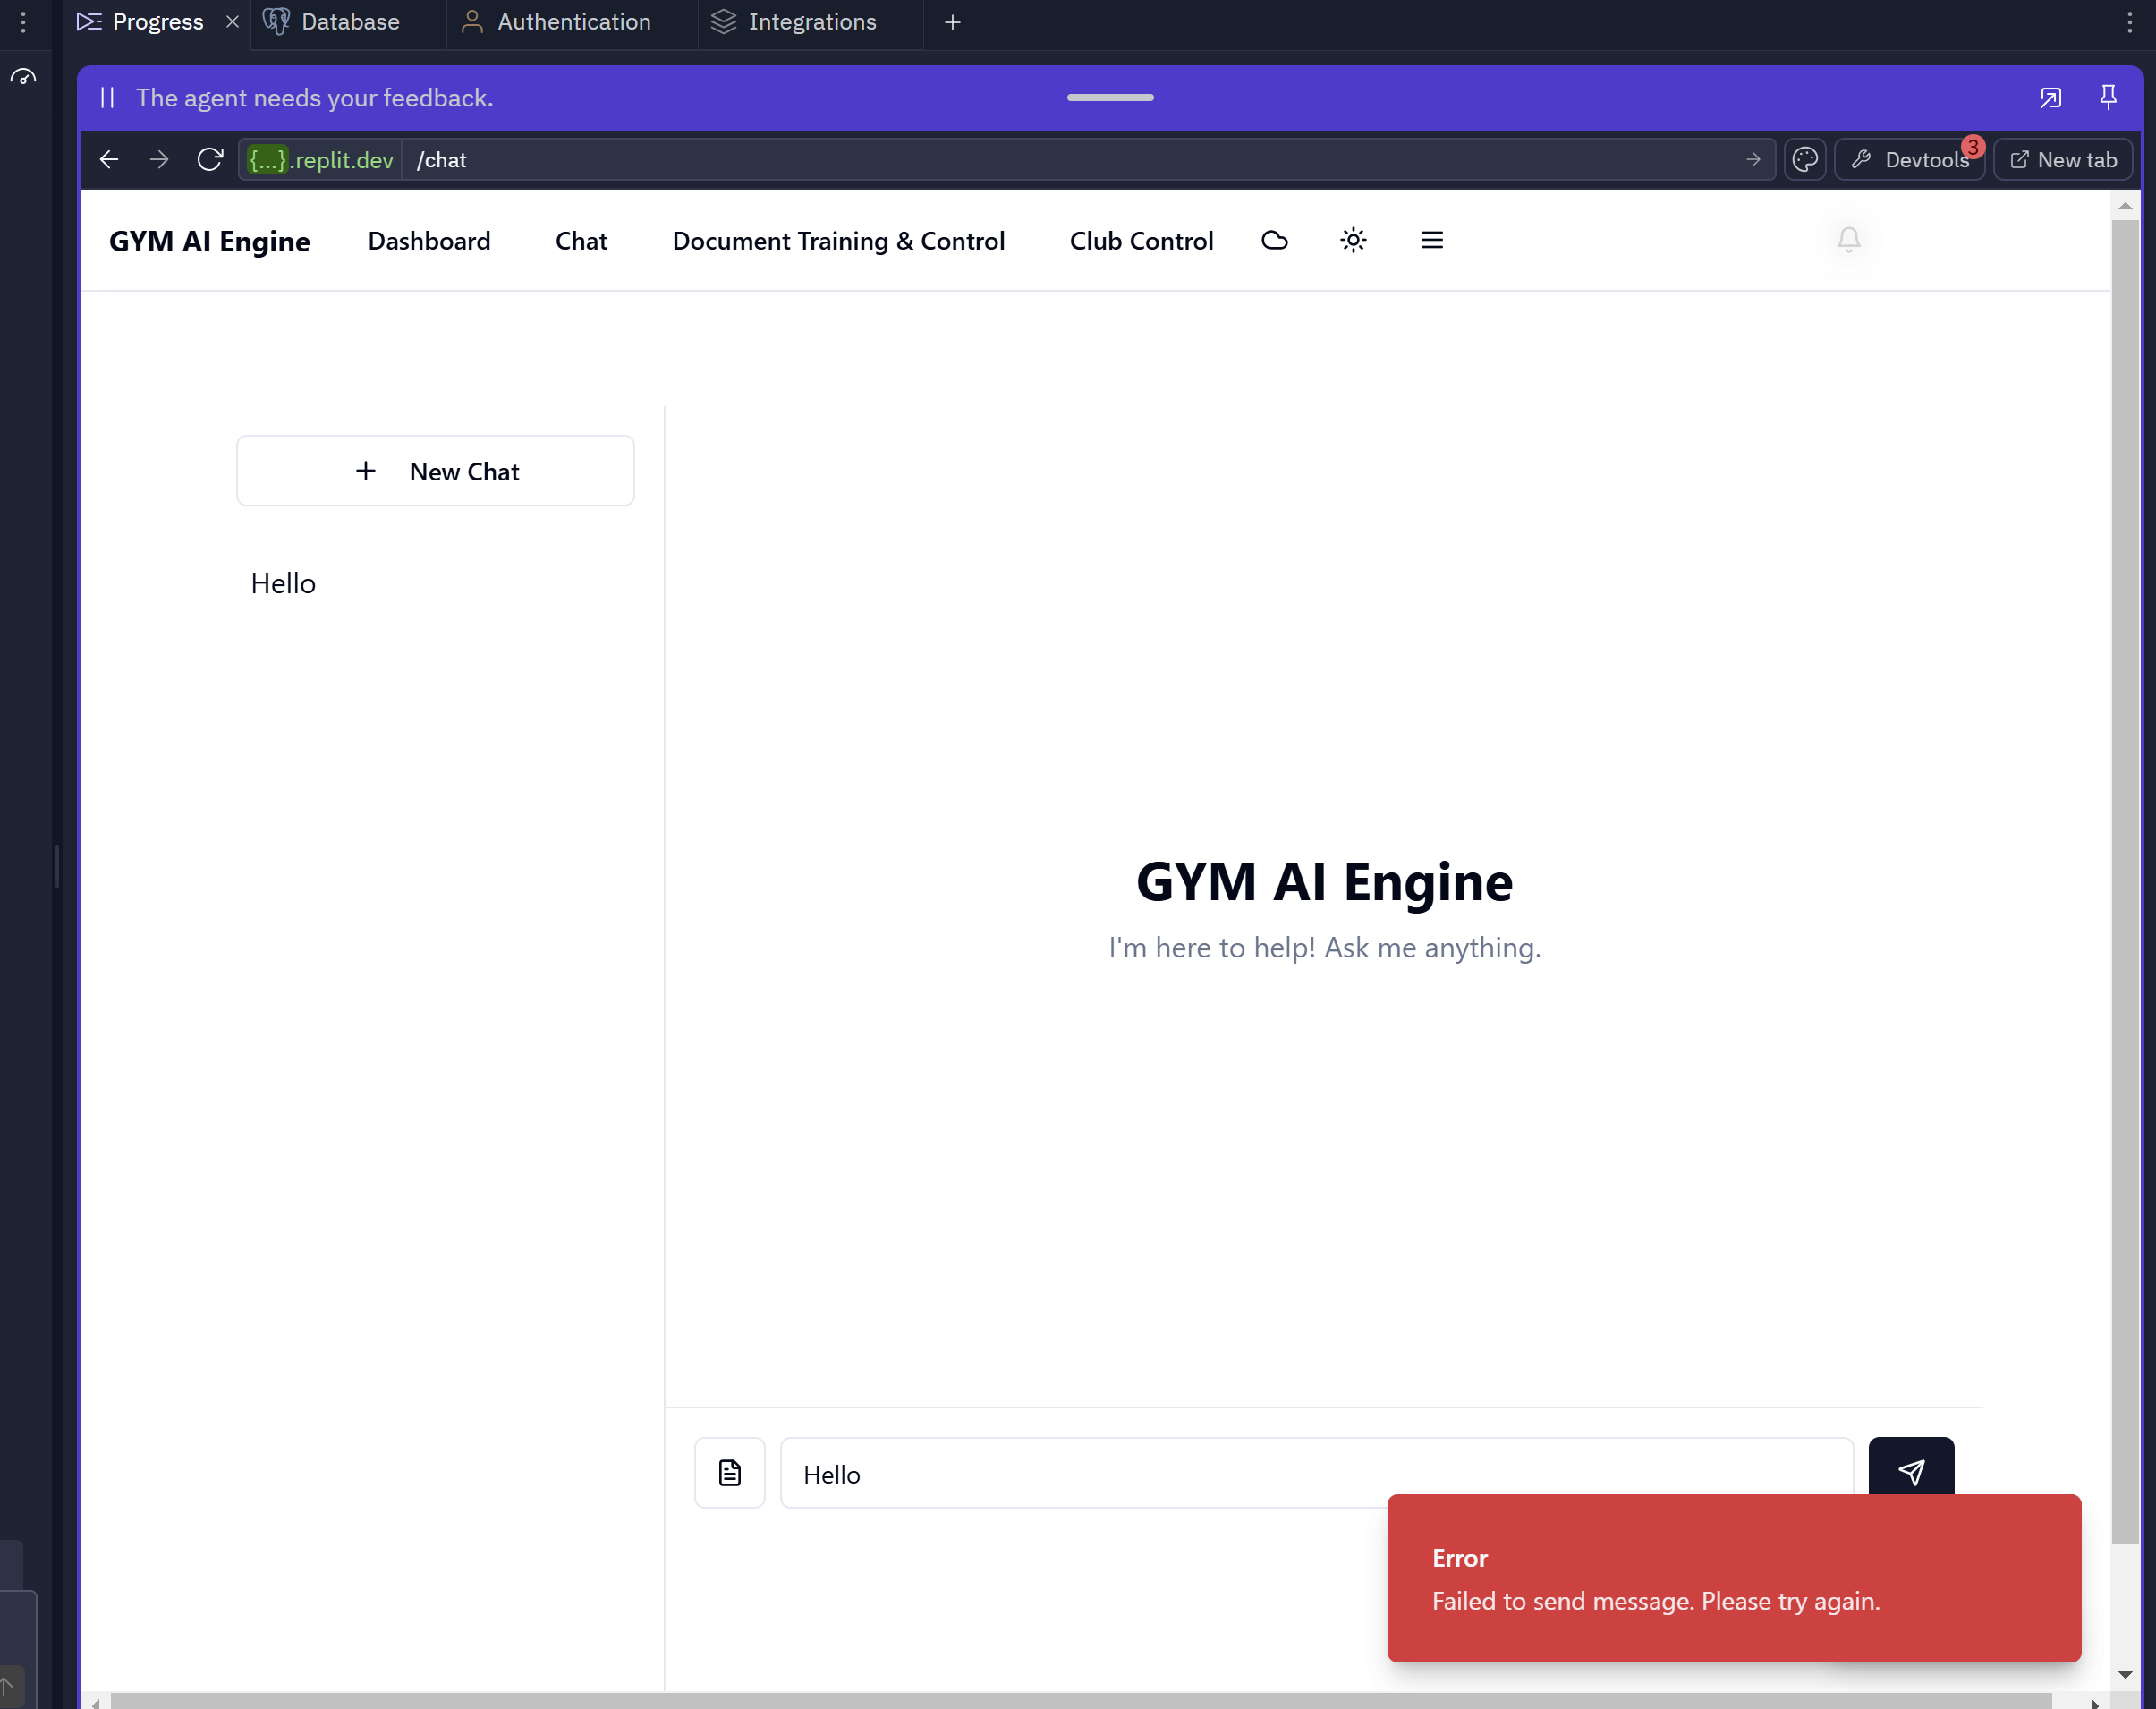 Progress Database Authentication Integrations
The agent needs your feedback.
{...}.replit.dev /chat Devtools 3 New tab
GYM AI Engine Dashboard Chat Document Training & Control Club Control
New Chat
Hello
GYM AI Engine
I'm here to help! Ask me anything.
Hello
Error
Failed to send message. Please try again.